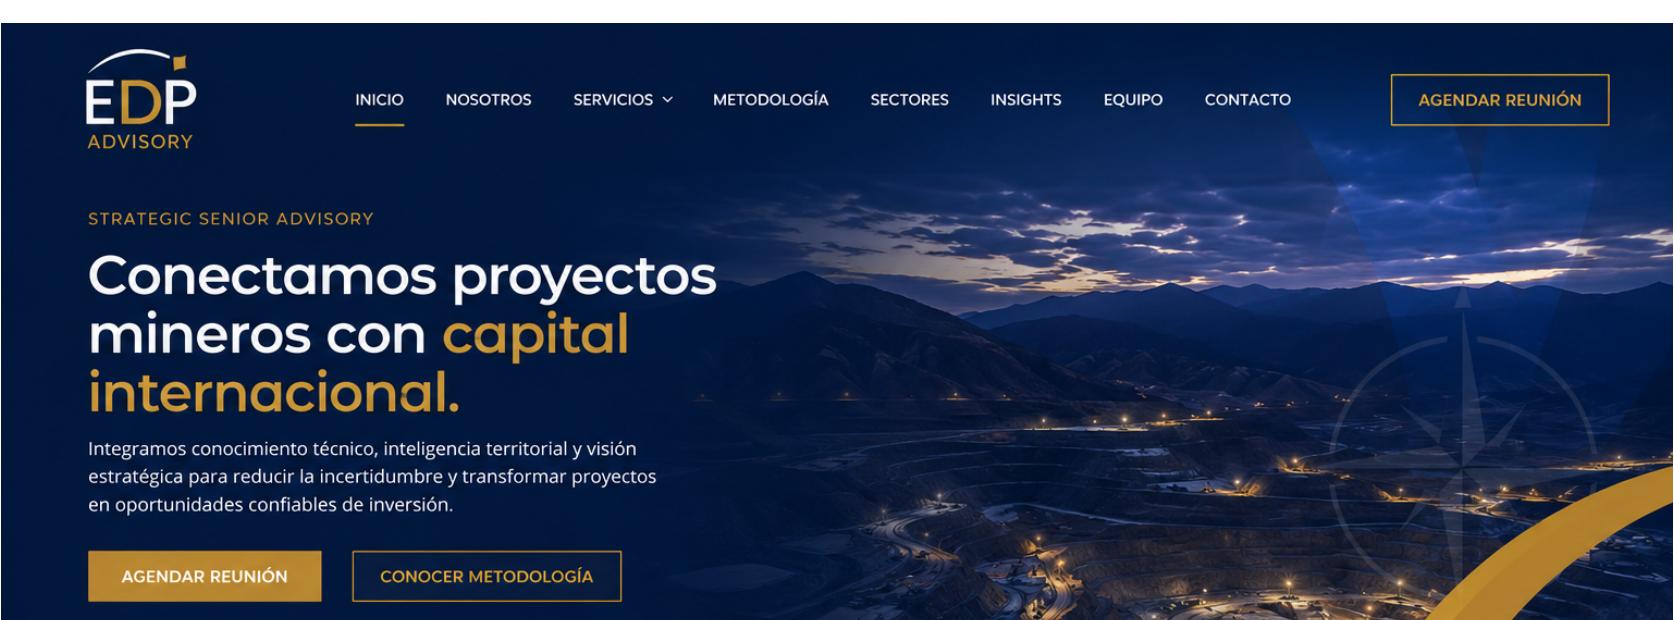 EDP
ADVISORY
INICIO
NOSOTROS
SERVICIOS
METODOLOGÍA
SECTORES
INSIGHTS
EQUIPO
CONTACTO
AGENDAR REUNIÓN
STRATEGIC SENIOR ADVISORY
Conectamos proyectos
mineros con capital
internacional.
Integramos conocimiento técnico, inteligencia territorial y visión
estratégica para reducir la incertidumbre y transformar proyectos
en oportunidades confiables de inversión.
AGENDAR REUNIÓN
CONOCER METODOLOGÍA